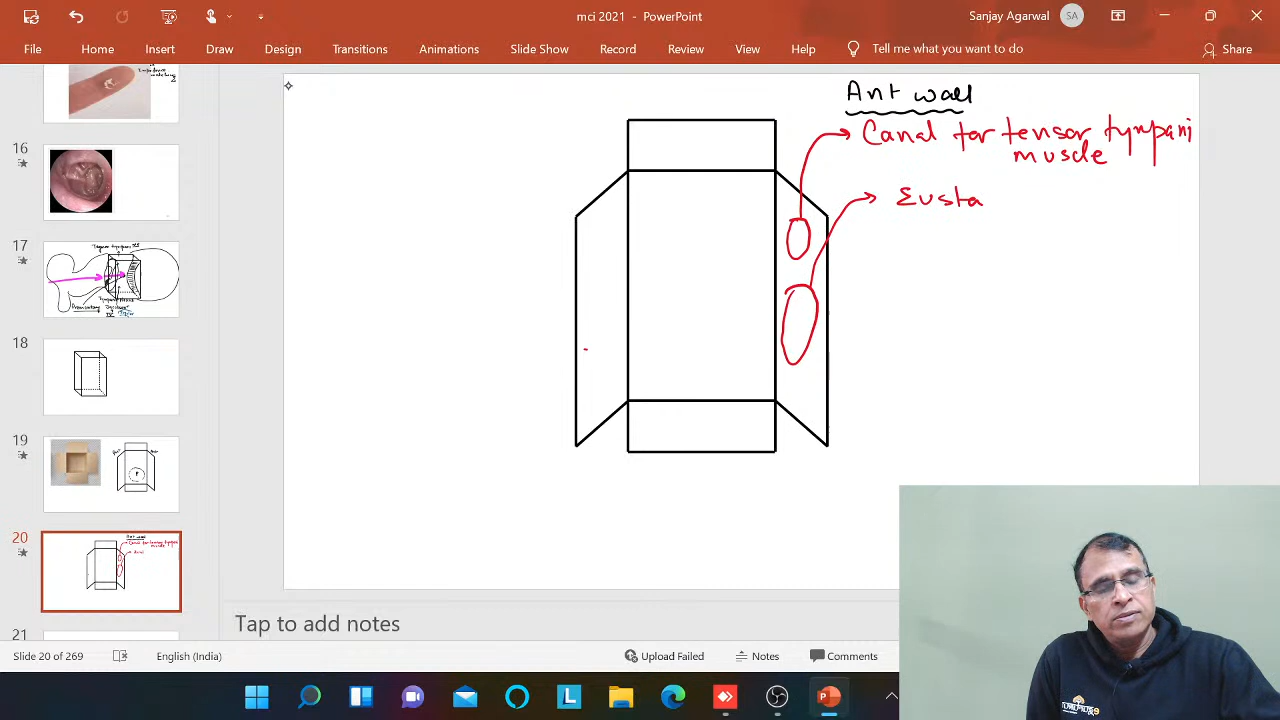 mci 2021 - PowerPoint
Sanjay Agarwal
SA
File Home Insert Draw Design Transitions Animations Slide Show Record Review View Help Tell me what you want to do Share
16
17
18
19
20
21
Ant wall
Canal for tensor tympani
muscle
Eusta
Tap to add notes
Slide 20 of 269 English (India) Upload Failed Notes Comments